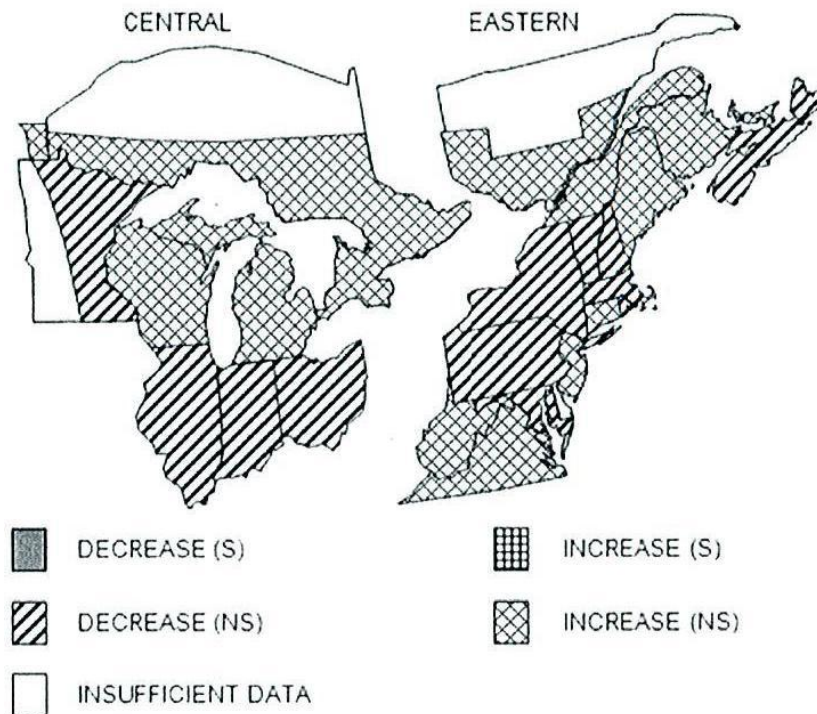 CENTRAL
EASTERN
DECREASE (S)
INCREASE (S)
DECREASE (NS)
INCREASE (NS)
INSUFFICIENT DATA